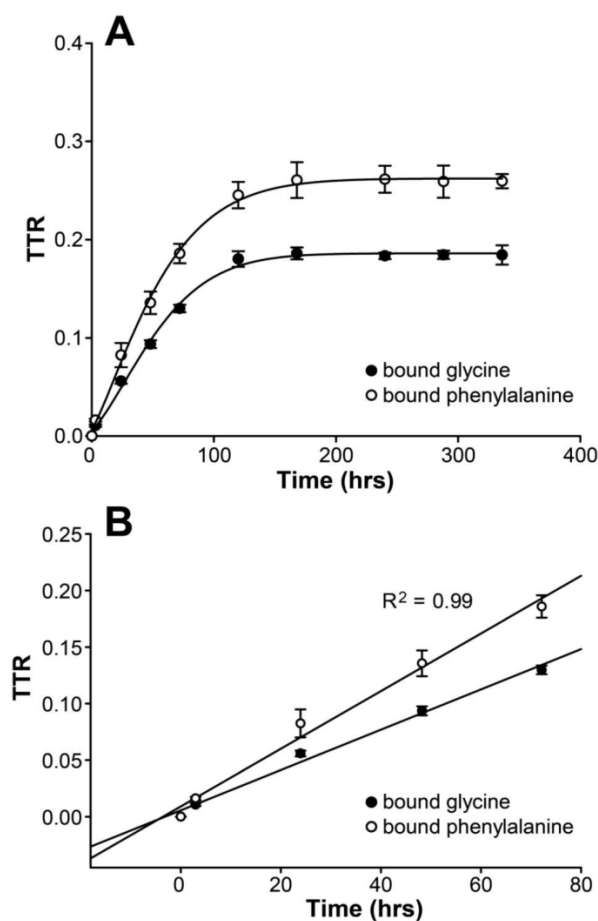 A
0.4
0.3
0.2
0.1
0.0
TTR
bound glycine
bound phenylalanine
0 100 200 300 400
Time (hrs)
B
0.25
0.20
0.15
0.10
0.05
0.00
TTR
R² = 0.99
bound glycine
bound phenylalanine
0 20 40 60 80
Time (hrs)